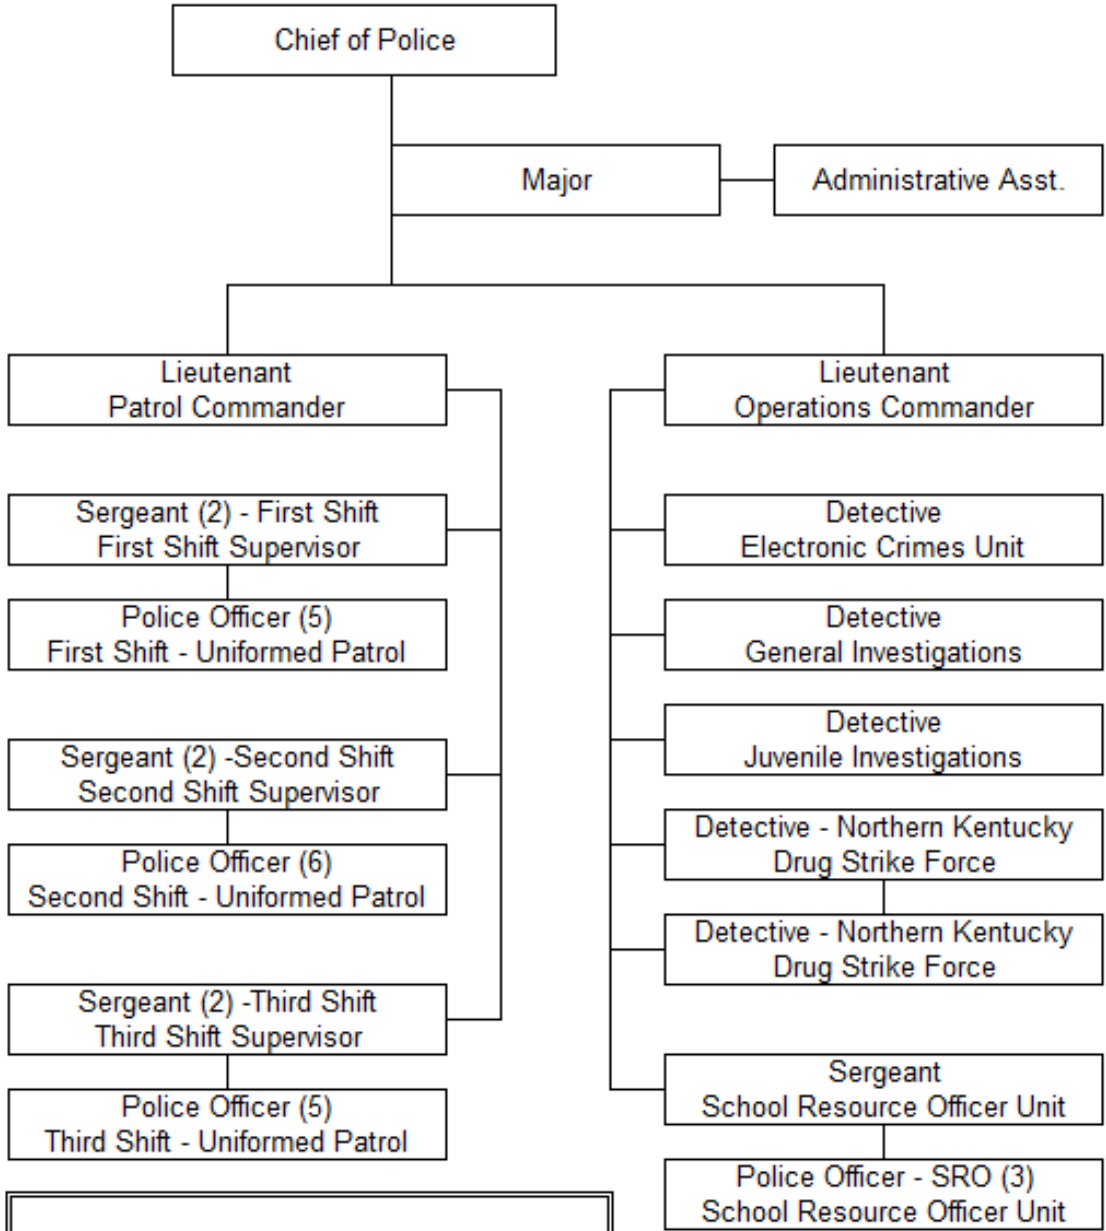 Chief of Police
Major
Administrative Asst.
Lieutenant
Patrol Commander
Lieutenant
Operations Commander
Sergeant (2) - First Shift
First Shift Supervisor
Police Officer (5)
First Shift - Uniformed Patrol
Sergeant (2) -Second Shift
Second Shift Supervisor
Police Officer (6)
Second Shift - Uniformed Patrol
Sergeant (2) -Third Shift
Third Shift Supervisor
Police Officer (5)
Third Shift - Uniformed Patrol
Detective
Electronic Crimes Unit
Detective
General Investigations
Detective
Juvenile Investigations
Detective - Northern Kentucky
Drug Strike Force
Detective - Northern Kentucky
Drug Strike Force
Sergeant
School Resource Officer Unit
Police Officer - SRO (3)
School Resource Officer Unit